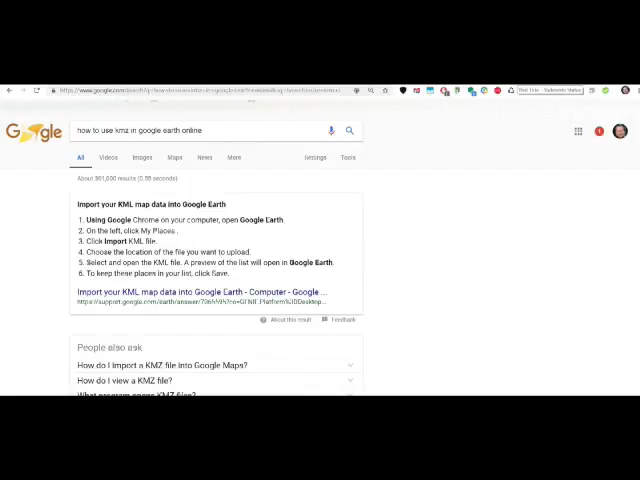 Google
how to use kmz in google earth online
All Videos Images Maps News More Settings Tools
Import your KML map data into Google Earth
1. Using Google Chrome on your computer, open Google Earth.
2. On the left, click My Places .
3. Click Import KML file.
4. Choose the location of the file you want to upload.
5. Select and open the KML file. A preview of the list will open in Google Earth.
6. To keep these places in your list, click Save.
Import your KML map data into Google Earth - Computer - Google ...
About this result Feedback
People also ask
How do I import a KMZ file into Google Maps?
How do I view a KMZ file?
What program opens KMZ files?